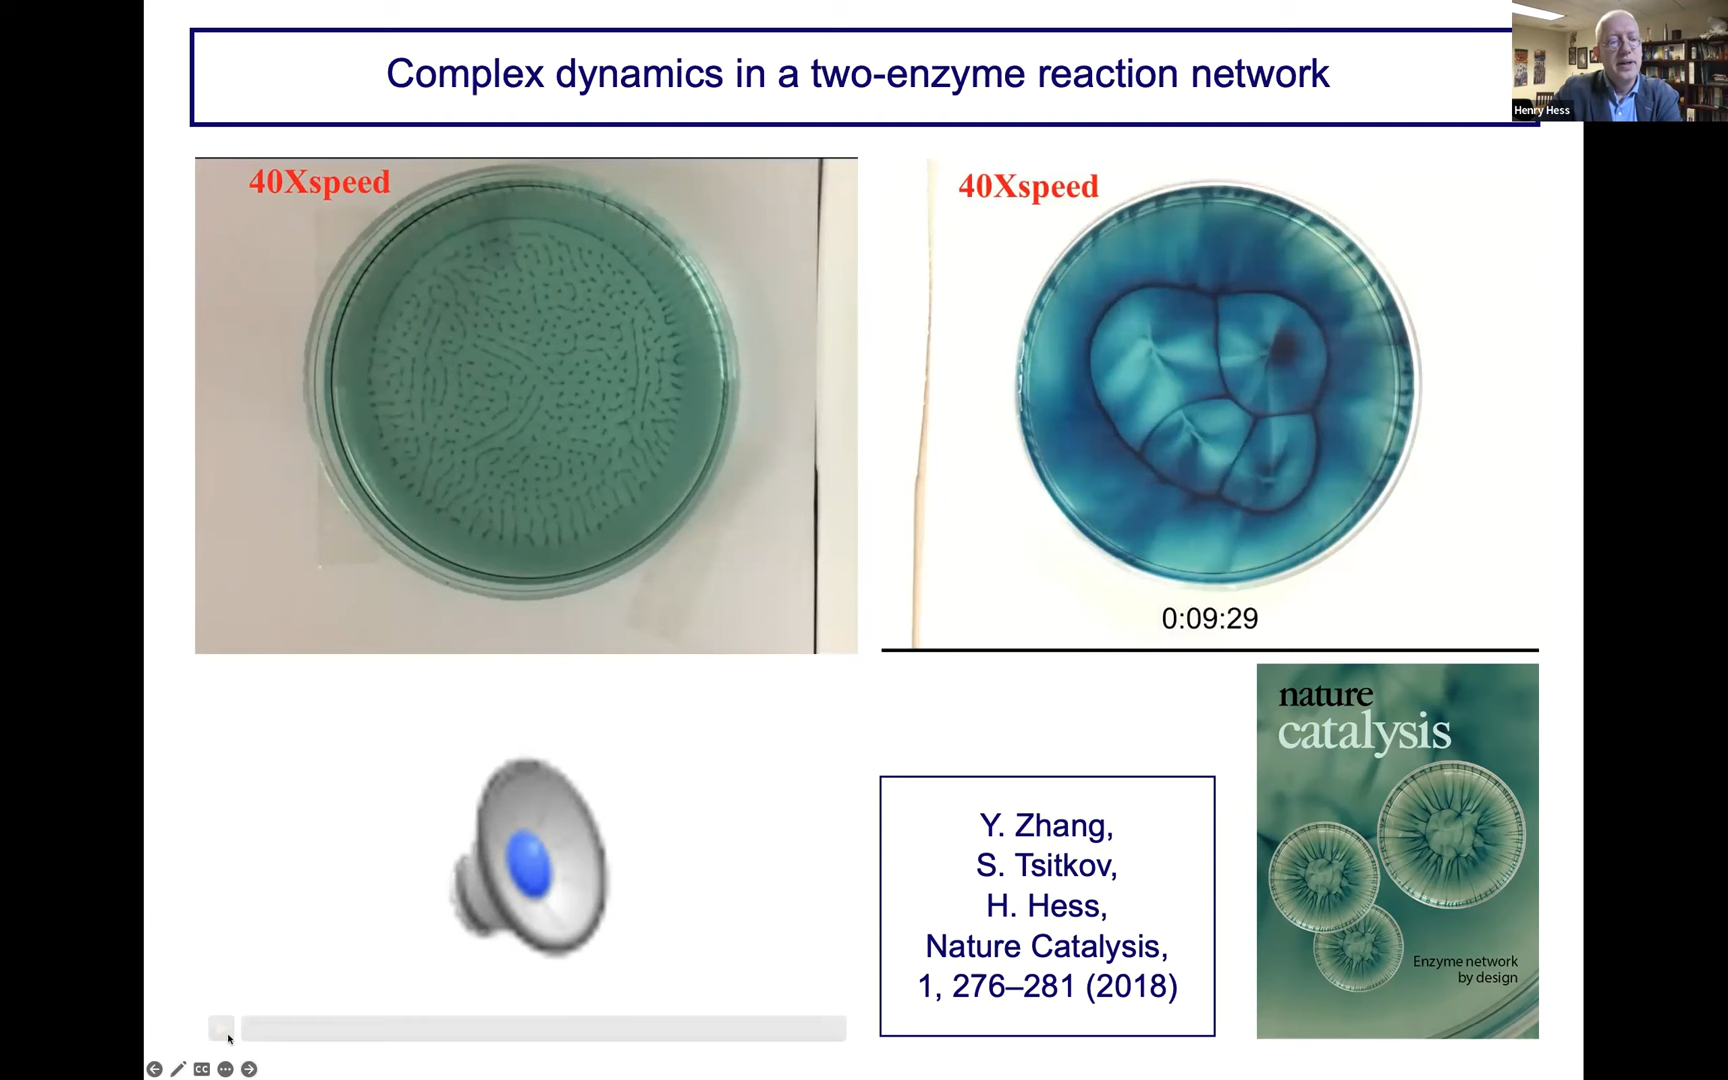 Complex dynamics in a two-enzyme reaction network
Henry Hess
40Xspeed
40Xspeed
0:09:29
nature
catalysis
Enzyme network
by design
Y. Zhang,
S. Tsitkov,
H. Hess,
Nature Catalysis,
1, 276–281 (2018)
CC